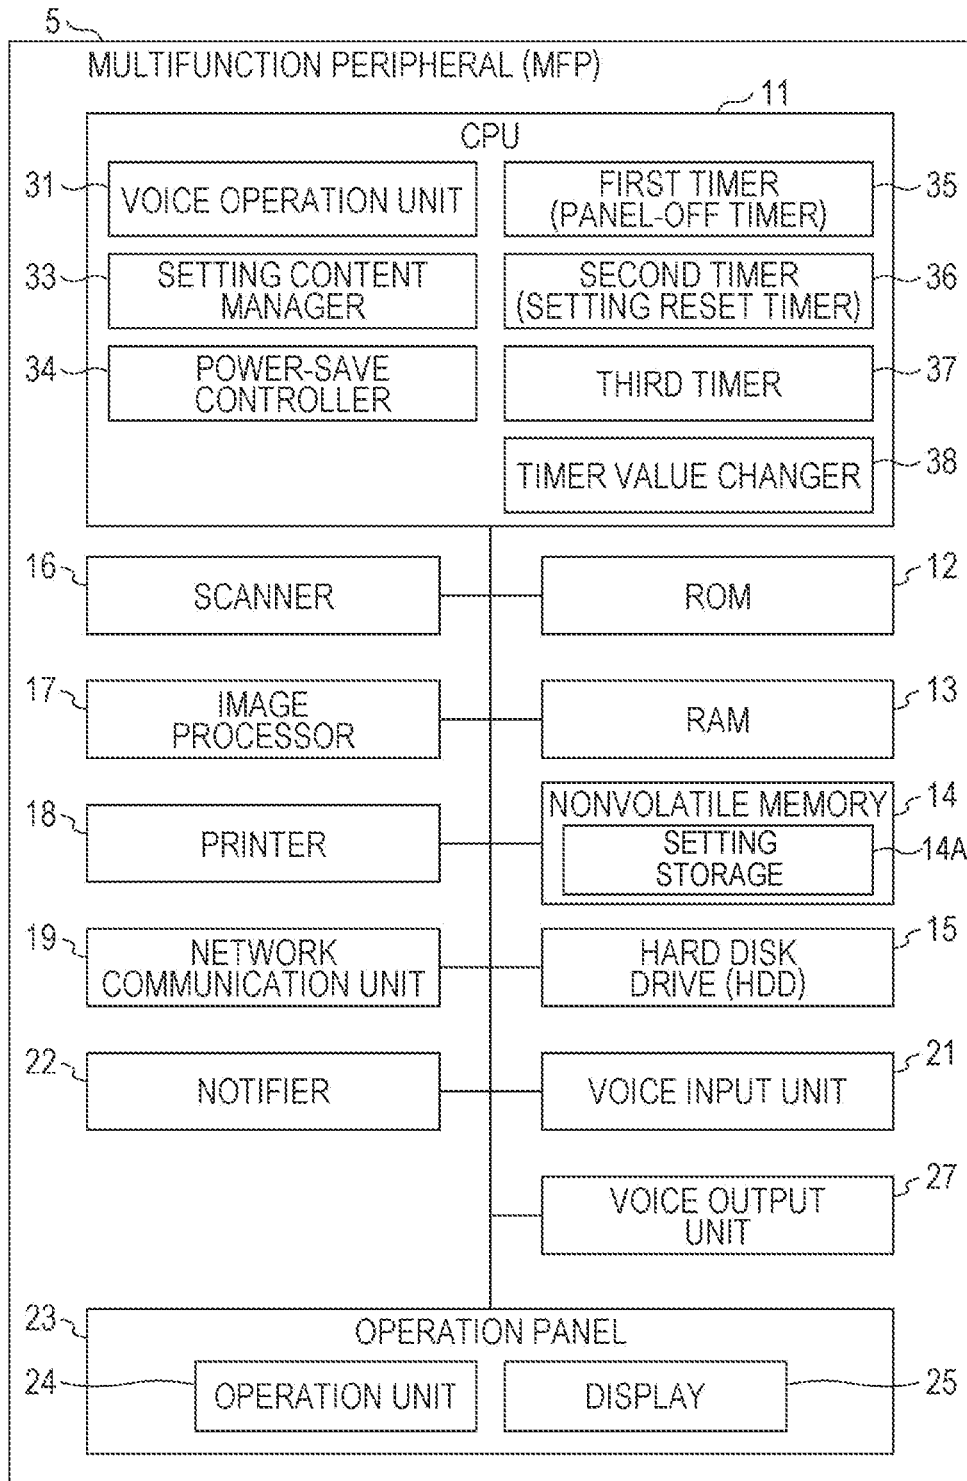 5
MULTIFUNCTION PERIPHERAL (MFP)
11
CPU
31
VOICE OPERATION UNIT
FIRST TIMER
(PANEL-OFF TIMER)
35
33
SETTING CONTENT
MANAGER
SECOND TIMER
(SETTING RESET TIMER)
36
34
POWER-SAVE
CONTROLLER
THIRD TIMER
37
TIMER VALUE CHANGER
38
16
SCANNER
ROM
12
17
IMAGE
PROCESSOR
RAM
13
18
PRINTER
NONVOLATILE MEMORY
14
SETTING
STORAGE
14A
19
NETWORK
COMMUNICATION UNIT
HARD DISK
DRIVE (HDD)
15
22
NOTIFIER
VOICE INPUT UNIT
21
VOICE OUTPUT
UNIT
27
23
OPERATION PANEL
24
OPERATION UNIT
DISPLAY
25